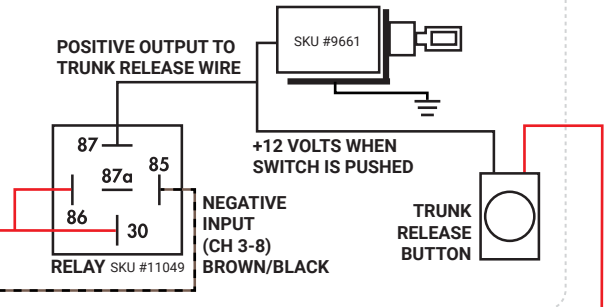 POSITIVE OUTPUT TO
TRUNK RELEASE WIRE
SKU #9661
+12 VOLTS WHEN
SWITCH IS PUSHED
87
87a
85
86
30
NEGATIVE
INPUT
(CH 3-8)
BROWN/BLACK
RELAY SKU #11049
TRUNK
RELEASE
BUTTON